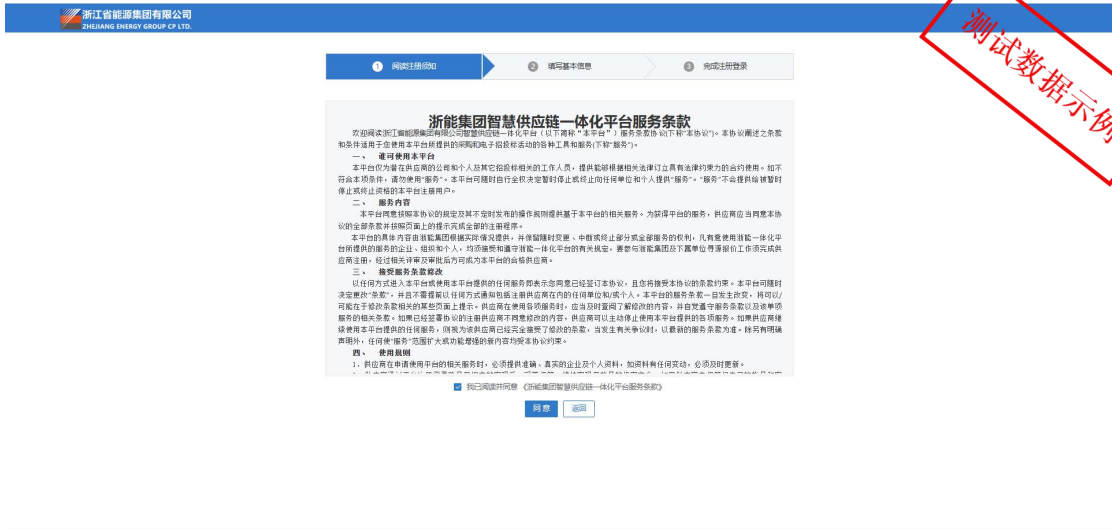 浙江省能源集团有限公司
ZHEJIANG ENERGY GROUP CP LTD.
测试数据示例
1 阅读注册须知
2 填写基本信息
3 完成注册登录
浙能集团智慧供应链一体化平台服务条款
欢迎阅读浙江省能源集团有限公司智慧供应链一体化平台（以下简称"本平台"）服务条款协议(下称"本协议")。本协议阐述之条款
和条件适用于您使用本平台所提供的采购和电子招投标活动的各种工具和服务(下称"服务")。
一、 谁可使用本平台
本平台仅为潜在供应商的公司和个人及其它招投标相关的工作人员，提供能够根据相关法律订立具有法律约束力的合约使用。如不
符合本项条件，请勿使用"服务"。本平台可随时自行全权决定暂时停止或终止向任何单位和个人提供"服务"。"服务"不会提供给被暂时
停止或终止资格的本平台注册用户。
二、 服务内容
本平台同意按照本协议的规定及其不定时发布的操作规则提供基于本平台的相关服务。为获得平台的服务，供应商应当同意本协
议的全部条款并按照页面上的提示完成全部的注册程序。
本平台的具体内容由浙能集团根据实际情况提供，并保留随时变更、中断或终止部分或全部服务的权利，凡有意使用浙能一体化平
台所提供的服务的企业、组织和个人，均须接受和遵守浙能一体化平台的有关规定。要参与浙能集团及下属单位寻源报价工作须完成供
应商注册，经过相关评审及审批后方可成为本平台的合格供应商。
三、 接受服务条款修改
以任何方式进入本平台或使用本平台提供的任何服务即表示您同意已经签订本协议，且您将接受本协议的条款约束。本平台可随时
决定更改"条款"，并且不需提前以任何方式通知包括注册供应商在内的任何单位和/或个人。本平台的服务条款一旦发生改变，将可以/
可能在于修改条款相关的某些页面上提示。供应商在使用各项服务时，应当及时查阅了解修改的内容，并自觉遵守服务条款以及该单项
服务的相关条款。如果已经签署协议的注册供应商不同意修改的内容，供应商可以主动停止使用本平台提供的各项服务。如果供应商继
续使用本平台提供的任何服务，则视为该供应商已经完全接受了修改的条款，当发生有关争议时，以最新的服务条款为准。除另有明确
声明外，任何使"服务"范围扩大或功能增强的新内容均受本协议约束。
四、 使用规则
1、供应商在申请使用平台的相关服务时，必须提供准确、真实的企业及个人资料，如资料有任何变动，必须及时更新。
我已阅读并同意 《浙能集团智慧供应链一体化平台服务条款》
同意 返回